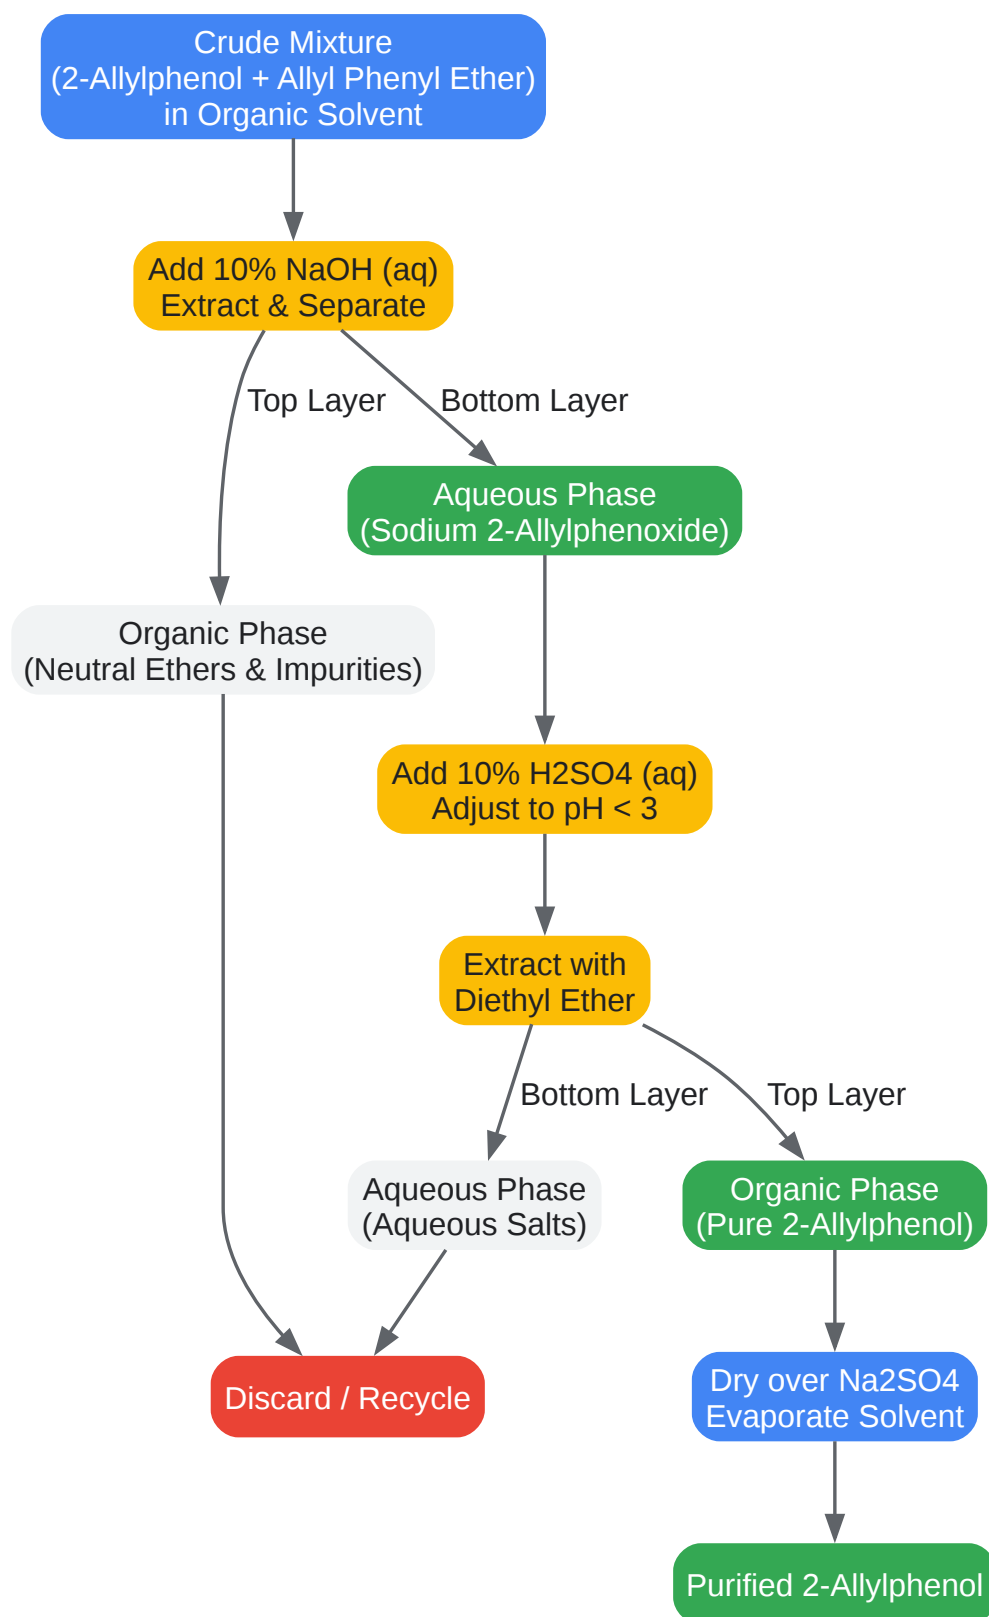 Crude Mixture
(2-Allylphenol + Allyl Phenyl Ether)
in Organic Solvent
Add 10% NaOH (aq)
Extract & Separate
Top Layer
Bottom Layer
Aqueous Phase
(Sodium 2-Allylphenoxide)
Organic Phase
(Neutral Ethers & Impurities)
Add 10% H2SO4 (aq)
Adjust to pH < 3
Extract with
Diethyl Ether
Bottom Layer
Top Layer
Aqueous Phase
(Aqueous Salts)
Organic Phase
(Pure 2-Allylphenol)
Discard / Recycle
Dry over Na2SO4
Evaporate Solvent
Purified 2-Allylphenol